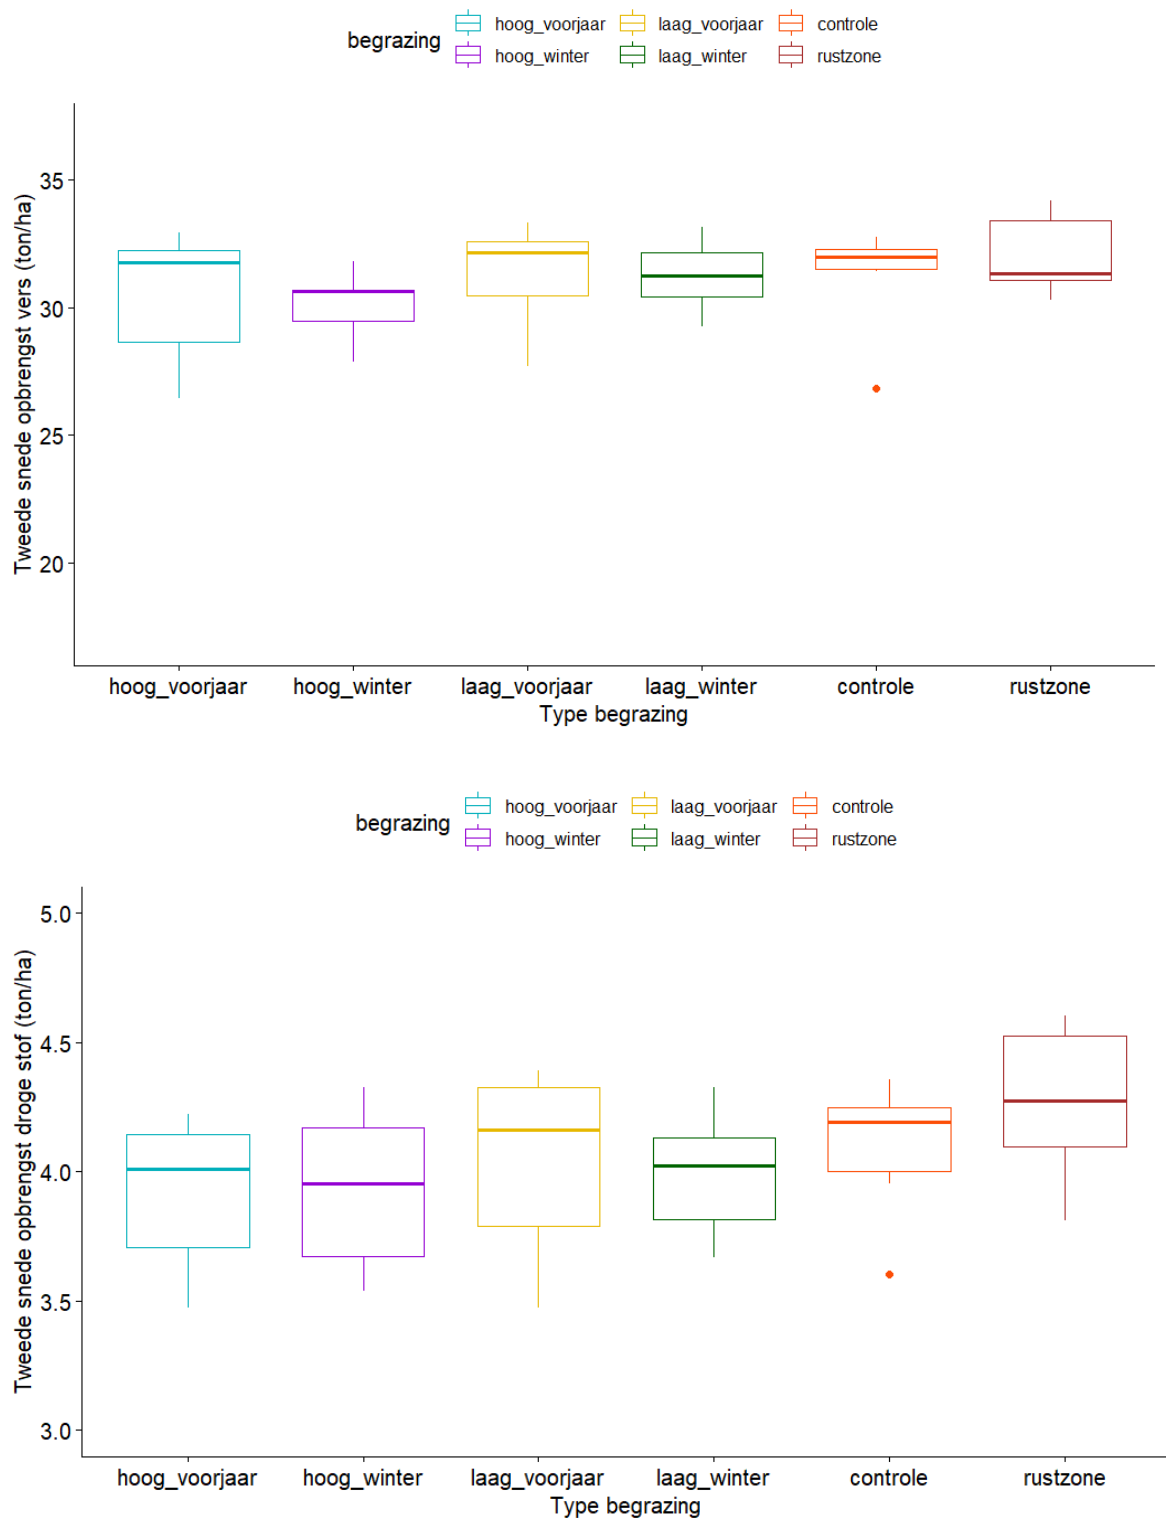 begrazing
hoog_voorjaar laag_voorjaar controle
hoog_winter laag_winter rustzone
Tweede snede opbrengst vers (ton/ha)
35
30
25
20
hoog_voorjaar hoog_winter laag_voorjaar laag_winter controle rustzone
Type begrazing
begrazing
hoog_voorjaar laag_voorjaar controle
hoog_winter laag_winter rustzone
Tweede snede opbrengst droge stof (ton/ha)
5.0
4.5
4.0
3.5
3.0
hoog_voorjaar hoog_winter laag_voorjaar laag_winter controle rustzone
Type begrazing